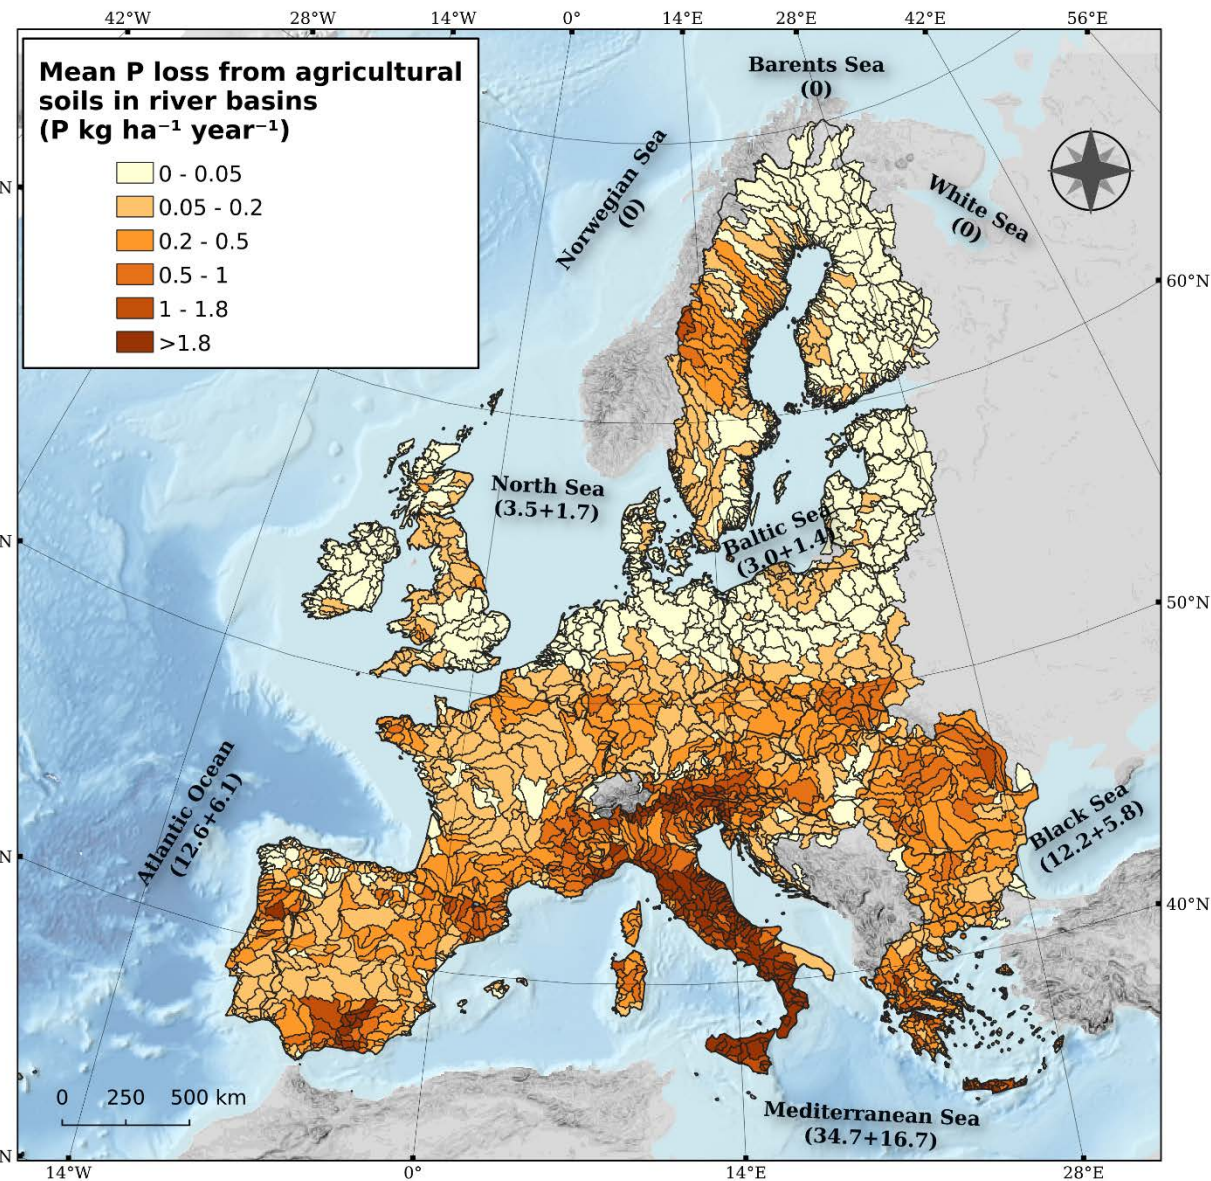 42°W 28°W 14°W 0° 14°E 28°E 42°E 56°E
Mean P loss from agricultural
soils in river basins
(P kg ha⁻¹ year⁻¹)
0 - 0.05
0.05 - 0.2
0.2 - 0.5
0.5 - 1
1 - 1.8
>1.8
Barents Sea
(0)
Norwegian Sea
(0)
White Sea
(0)
N
60°E
North Sea
(3.5+1.7)
Baltic Sea
(3.0+1.4)
N
50°N
Atlantic Ocean
(12.6+6.1)
Black Sea
(12.2+5.8)
N
40°N
0 250 500 km
Mediterranean Sea
(34.7+16.7)
N
14°W 0° 14°E 28°E